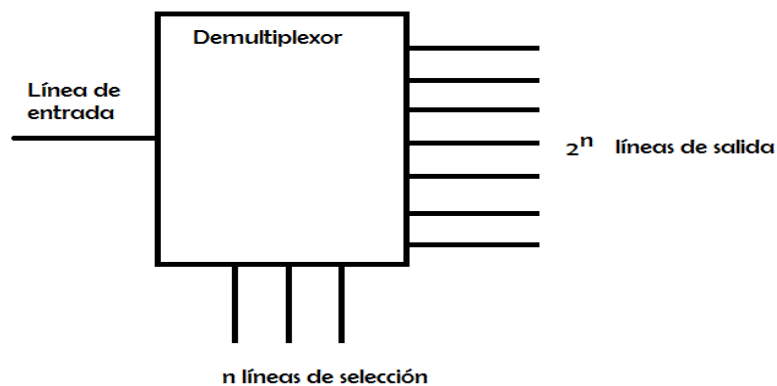 Demultiplexor
Línea de
entrada
2ⁿ líneas de salida
n líneas de selección